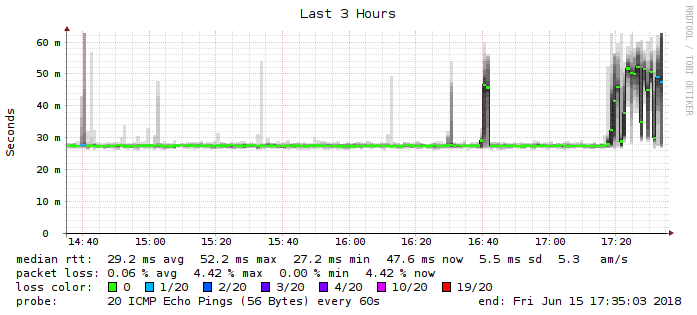 Last 3 Hours
RRDTOOL / TOBI OETIKER
Seconds
60 m
50 m
40 m
30 m
20 m
10 m
0
14:40 15:00 15:20 15:40 16:00 16:20 16:40 17:00 17:20
median rtt: 29.2 ms avg 52.2 ms max 27.2 ms min 47.6 ms now 5.5 ms sd 5.3 am/s
packet loss: 0.06 % avg 4.42 % max 0.00 % min 4.42 % now
loss color: 0 1/20 2/20 3/20 4/20 10/20 19/20
probe: 20 ICMP Echo Pings (56 Bytes) every 60s end: Fri Jun 15 17:35:03 2018